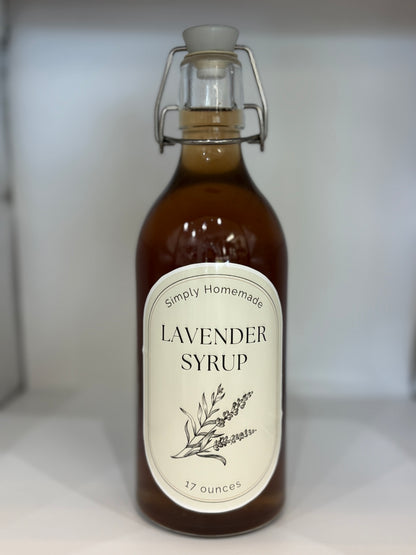 Simply Homemade
LAVENDER
SYRUP
17 ounces